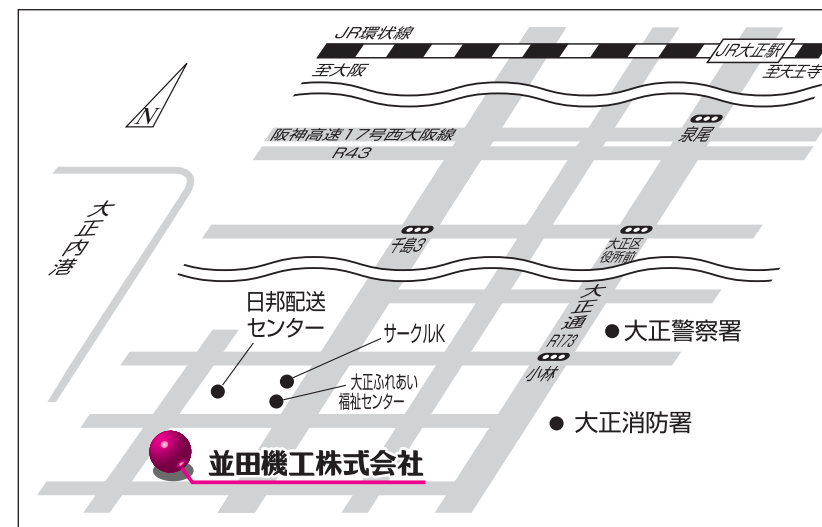 JR環状線
JR大正駅
至大阪
至天王寺
N
泉尾
阪神高速17号西大阪線
R43
大正内港
千島3
大正区
役所前
日邦配送
センター
大正通
R173
サークルK
大正警察署
小林
大正ふれあい
福祉センター
大正消防署
並田機工株式会社